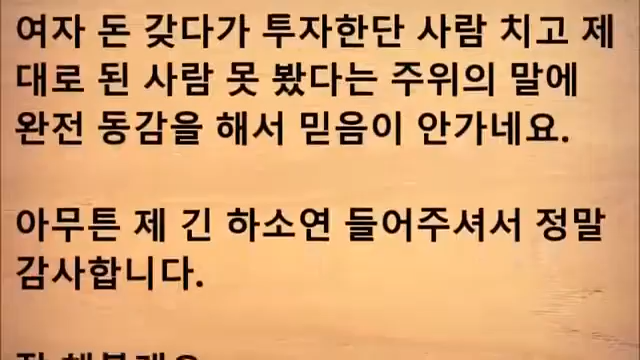 여자 돈 갖다가 투자한단 사람 치고 제
대로 된 사람 못 봤다는 주위의 말에
완전 동감을 해서 믿음이 안가네요.
아무튼 제 긴 하소연 들어주셔서 정말
감사합니다.